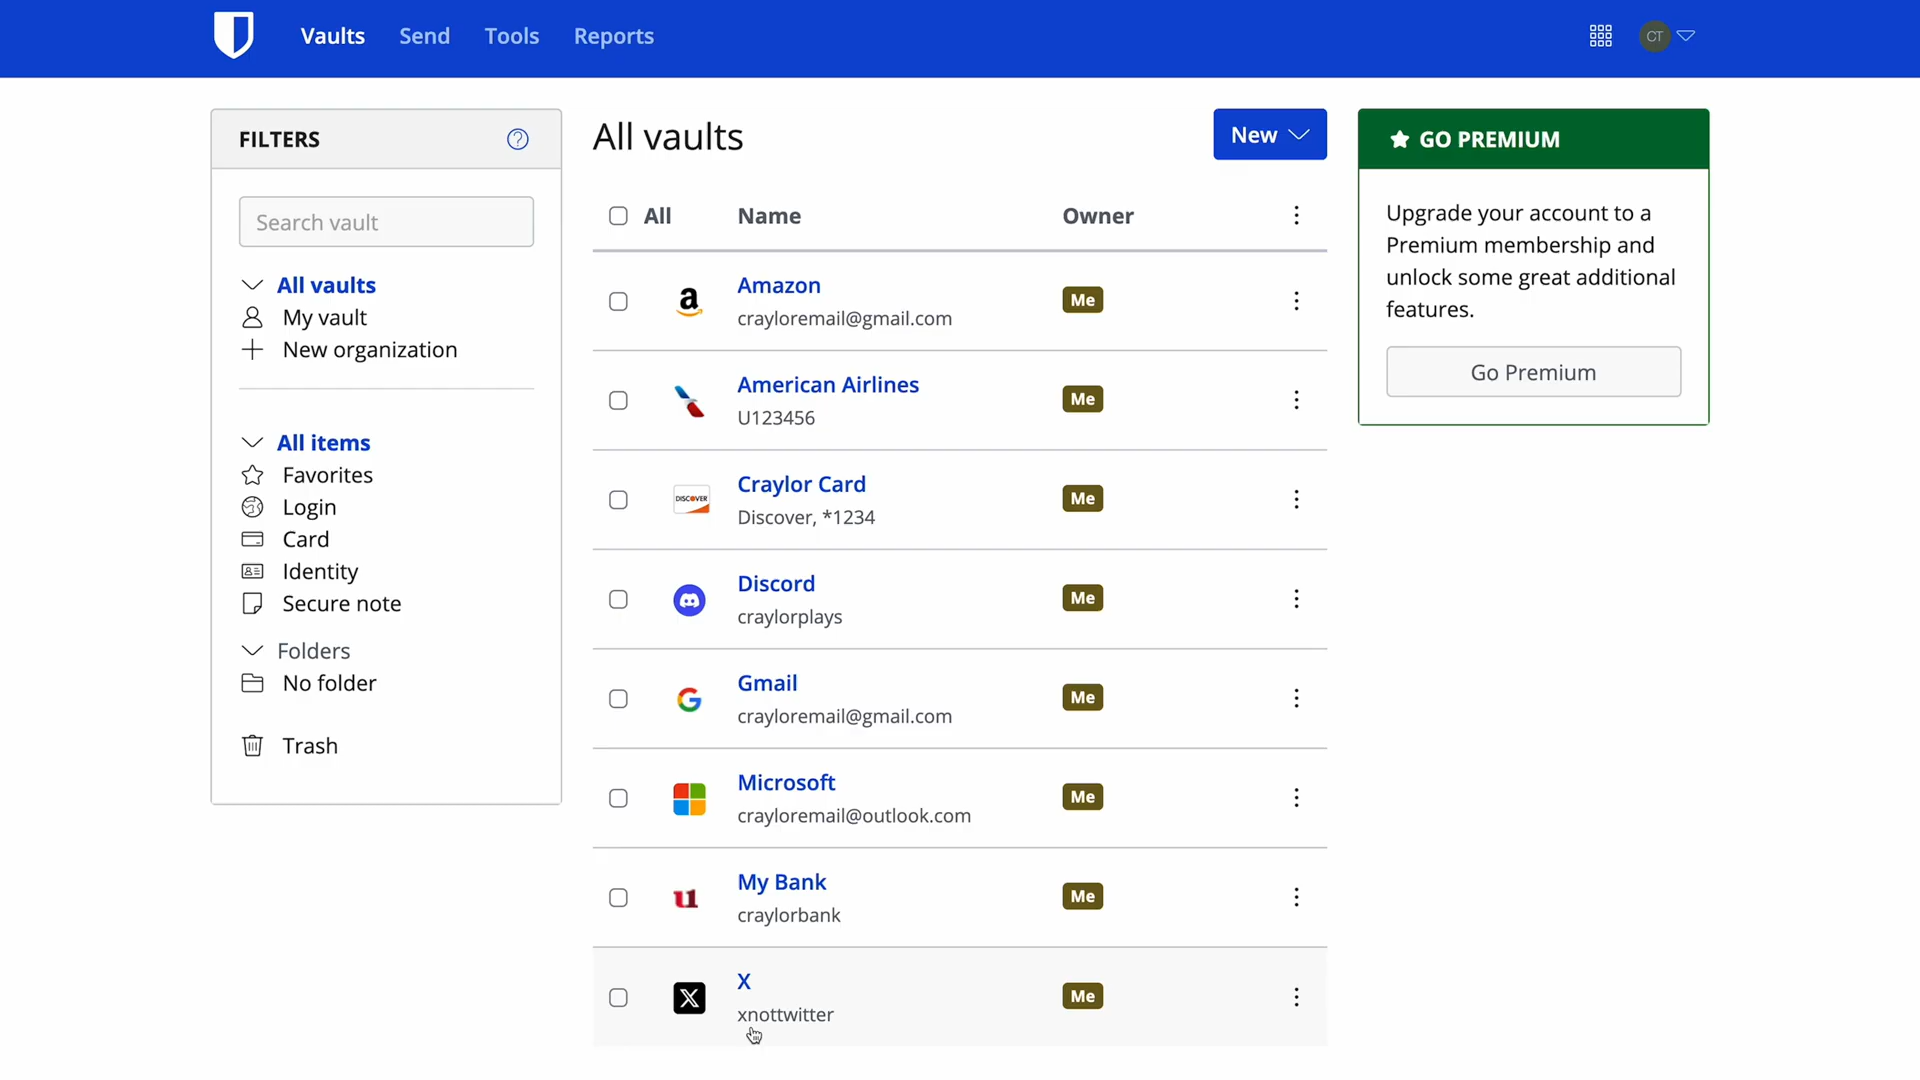 Vaults
Send
Tools
Reports
CT
FILTERS
?
Search vault
All vaults
My vault
New organization
All items
Favorites
Login
Card
Identity
Secure note
Folders
No folder
Trash
All vaults
New
All
Name
Owner
a
Amazon
crayloremail@gmail.com
Me
American Airlines
U123456
Me
DISCOVER
Craylor Card
Discover, *1234
Me
Discord
craylorplays
Me
G
Gmail
crayloremail@gmail.com
Me
Microsoft
crayloremail@outlook.com
Me
u
My Bank
craylorbank
Me
X
X
xnottwitter
Me
GO PREMIUM
Upgrade your account to a
Premium membership and
unlock some great additional
features.
Go Premium